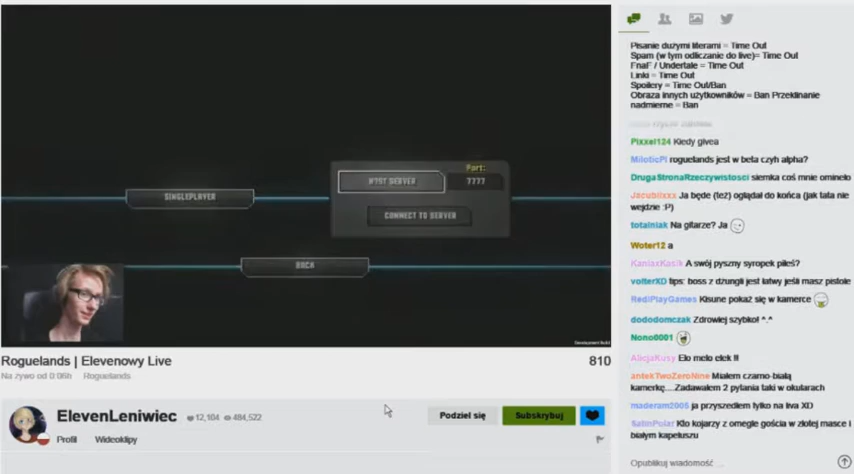 SINGLEPLAYER
Port:
HOST SERVER
7777
CONNECT TO SERVER
BACK
Development Build
Roguelands | Elevenowy Live
810
Na żywo od 0:06h Roguelands
ElevenLeniwiec 12,104 484,522
Podziel się
Subskrybuj
Profil Wideoklipy
Pisanie dużymi literami = Time Out
Spam (w tym odliczanie do live)= Time Out
FnaF / Undertale = Time Out
Linki = Time Out
Spoilery = Time Out/Ban
Obraza innych użytkowników = Ban Przeklinanie
nadmierne = Ban
Pixxel124 Kiedy givea
MiloticPl roguelands jest w beta czyh alpha?
DrugaStronaRzeczywistosci siemka coś mnie ominęło
Jacubiixxx Ja będe (też) oglądał do końca (jak tata nie
wejdzie :P)
totalniak Na gitarze? Ja
Woter12 a
KaniaxKasik A swój pyszny syropek piłeś?
volterXD tips: boss z dżungli jest łatwy jeśli masz pistole
RediPlayGames Kisune pokaż się w kamerce
dododomczak Zdrowiej szybko! ^.^
Nono0001
AlicjaKusy Elo melo elek !!
antekTwoZeroNine Miałem czarno-białą
kamerkę....Zadawałem 2 pytania taki w okularach
maderam2005 ja przyszedłem tylko na liva XD
Kto kojarzy z omegle gościa w złotej masce i
białym kapeluszu
Opublikuj wiadomość ...